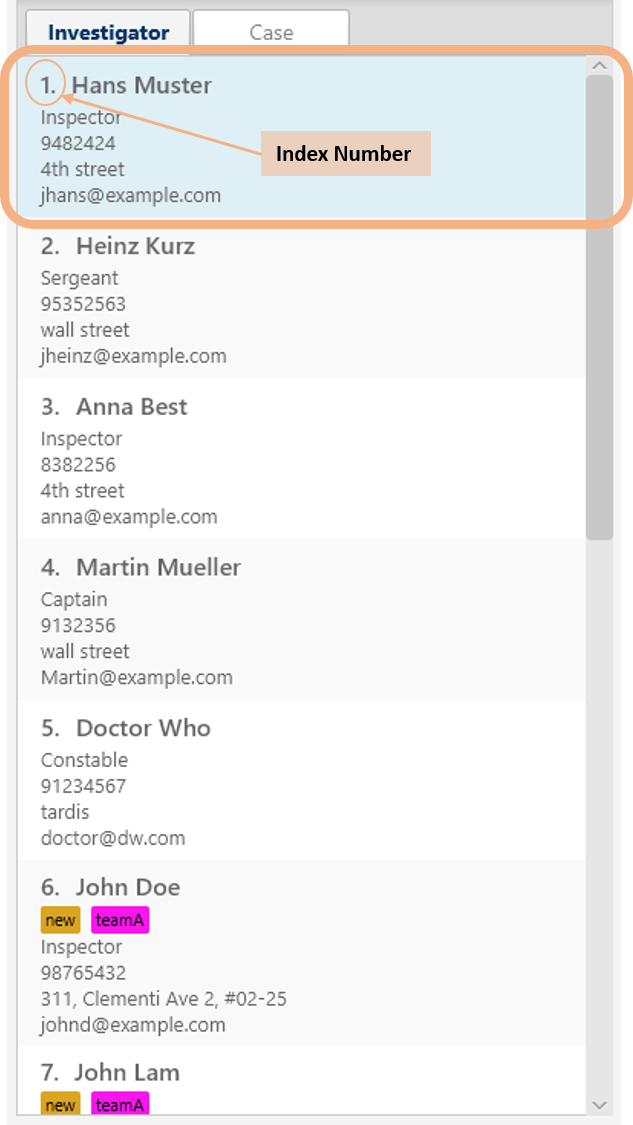 Investigator Case
1. Hans Muster
Inspector
9482424
Index Number
4th street
jhans@example.com
2. Heinz Kurz
Sergeant
95352563
wall street
jheinz@example.com
3. Anna Best
Inspector
8382256
4th street
anna@example.com
4. Martin Mueller
Captain
9132356
wall street
Martin@example.com
5. Doctor Who
Constable
91234567
tardis
doctor@dw.com
6. John Doe
new teamA
Inspector
98765432
311, Clementi Ave 2, #02-25
johnd@example.com
7. John Lam
new teamA